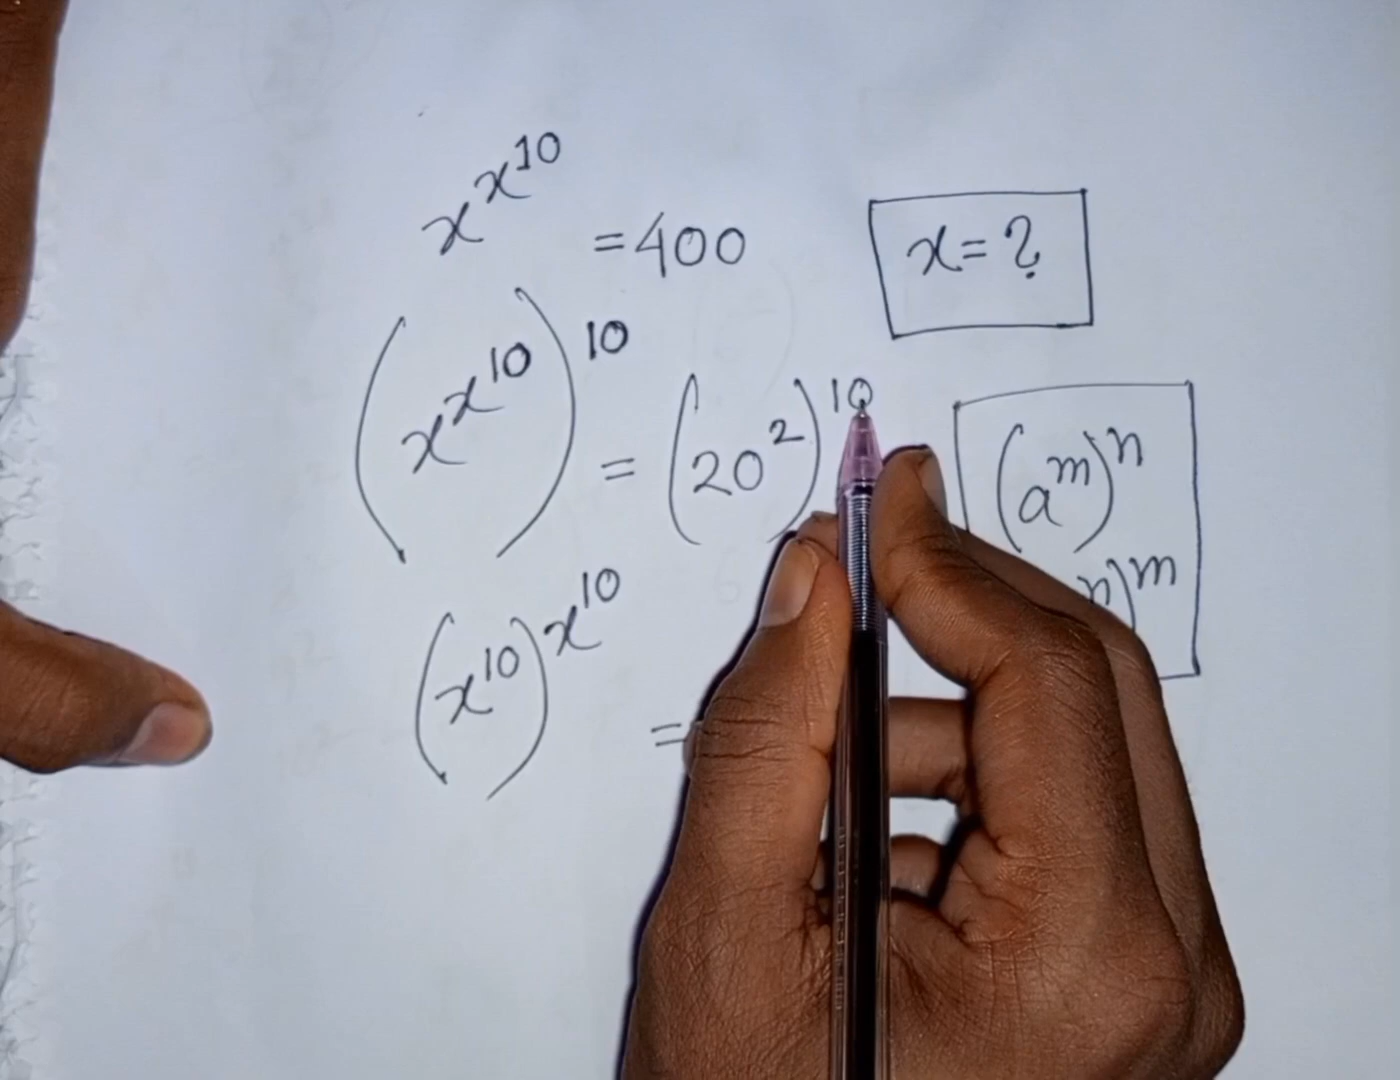 x^{x^{10}} = 400
x = ?
(x^{x^{10}})^{10} = (20^2)^{10}
(a^m)^n
n)^m
(x^{10})^{x^{10}} =